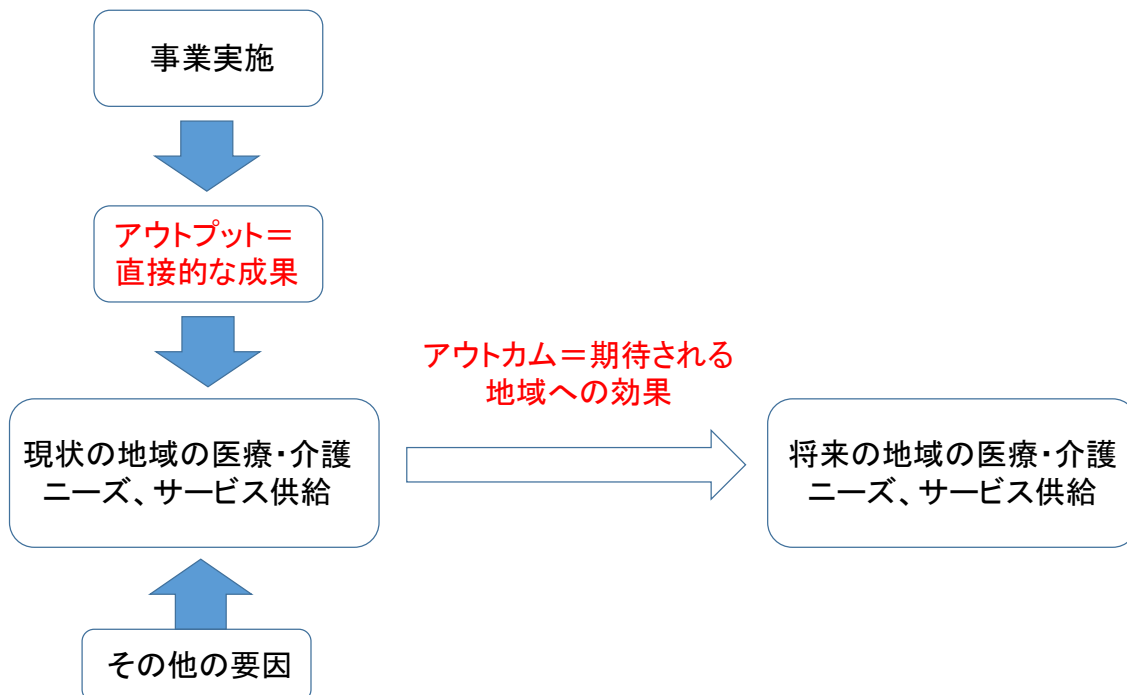 事業実施
アウトプット＝
直接的な成果
アウトカム＝期待される
地域への効果
現状の地域の医療・介護
ニーズ、サービス供給
将来の地域の医療・介護
ニーズ、サービス供給
その他の要因